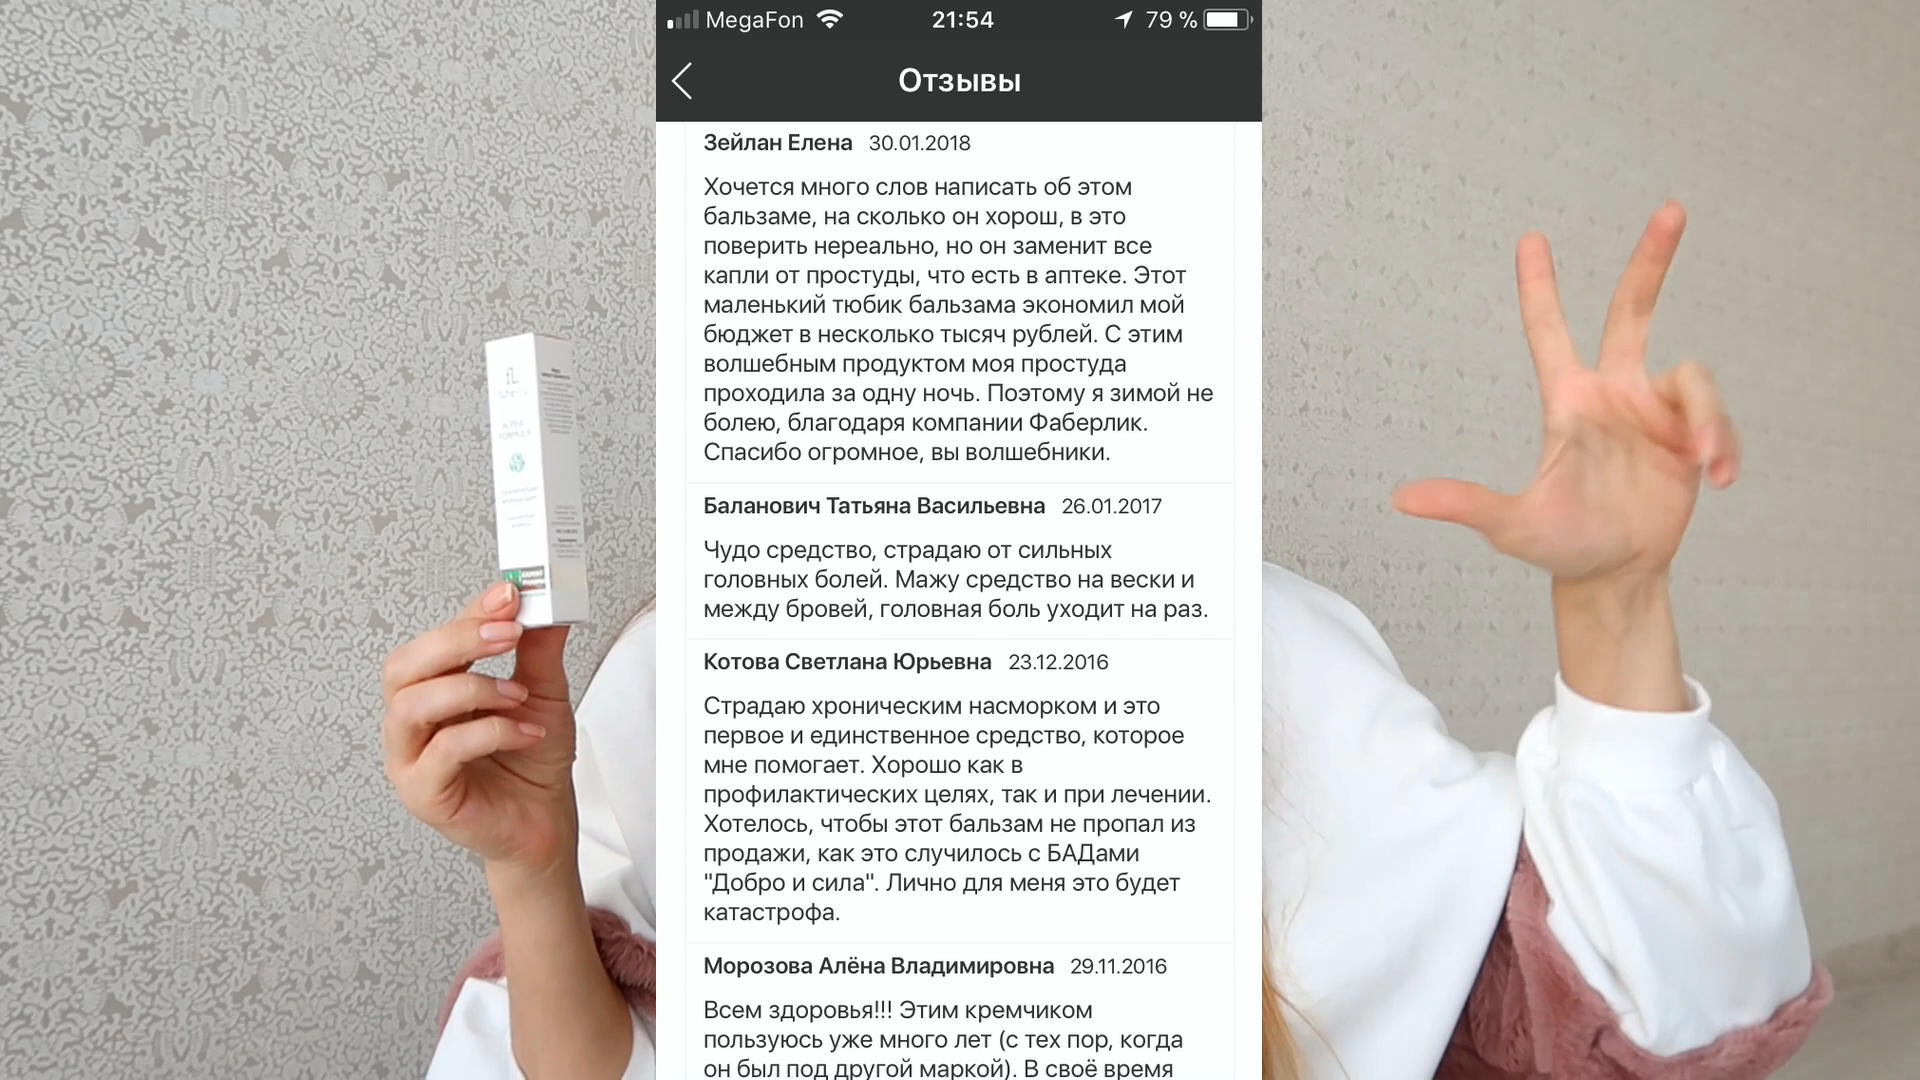 MegaFon 21:54 79 %
Отзывы
Зейлан Елена 30.01.2018
Хочется много слов написать об этом
бальзаме, на сколько он хорош, в это
поверить нереально, но он заменит все
капли от простуды, что есть в аптеке. Этот
маленький тюбик бальзама экономил мой
бюджет в несколько тысяч рублей. С этим
волшебным продуктом моя простуда
проходила за одну ночь. Поэтому я зимой не
болею, благодаря компании Фаберлик.
Спасибо огромное, вы волшебники.
Баланович Татьяна Васильевна 26.01.2017
Чудо средство, страдаю от сильных
головных болей. Мажу средство на вески и
между бровей, головная боль уходит на раз.
Котова Светлана Юрьевна 23.12.2016
Страдаю хроническим насморком и это
первое и единственное средство, которое
мне помогает. Хорошо как в
профилактических целях, так и при лечении.
Хотелось, чтобы этот бальзам не пропал из
продажи, как это случилось с БАДами
"Добро и сила". Лично для меня это будет
катастрофа.
Морозова Алёна Владимировна 29.11.2016
Всем здоровья!!! Этим кремчиком
пользуюсь уже много лет (с тех пор, когда
он был под другой маркой). В своё время
ALPINE
FORMULA